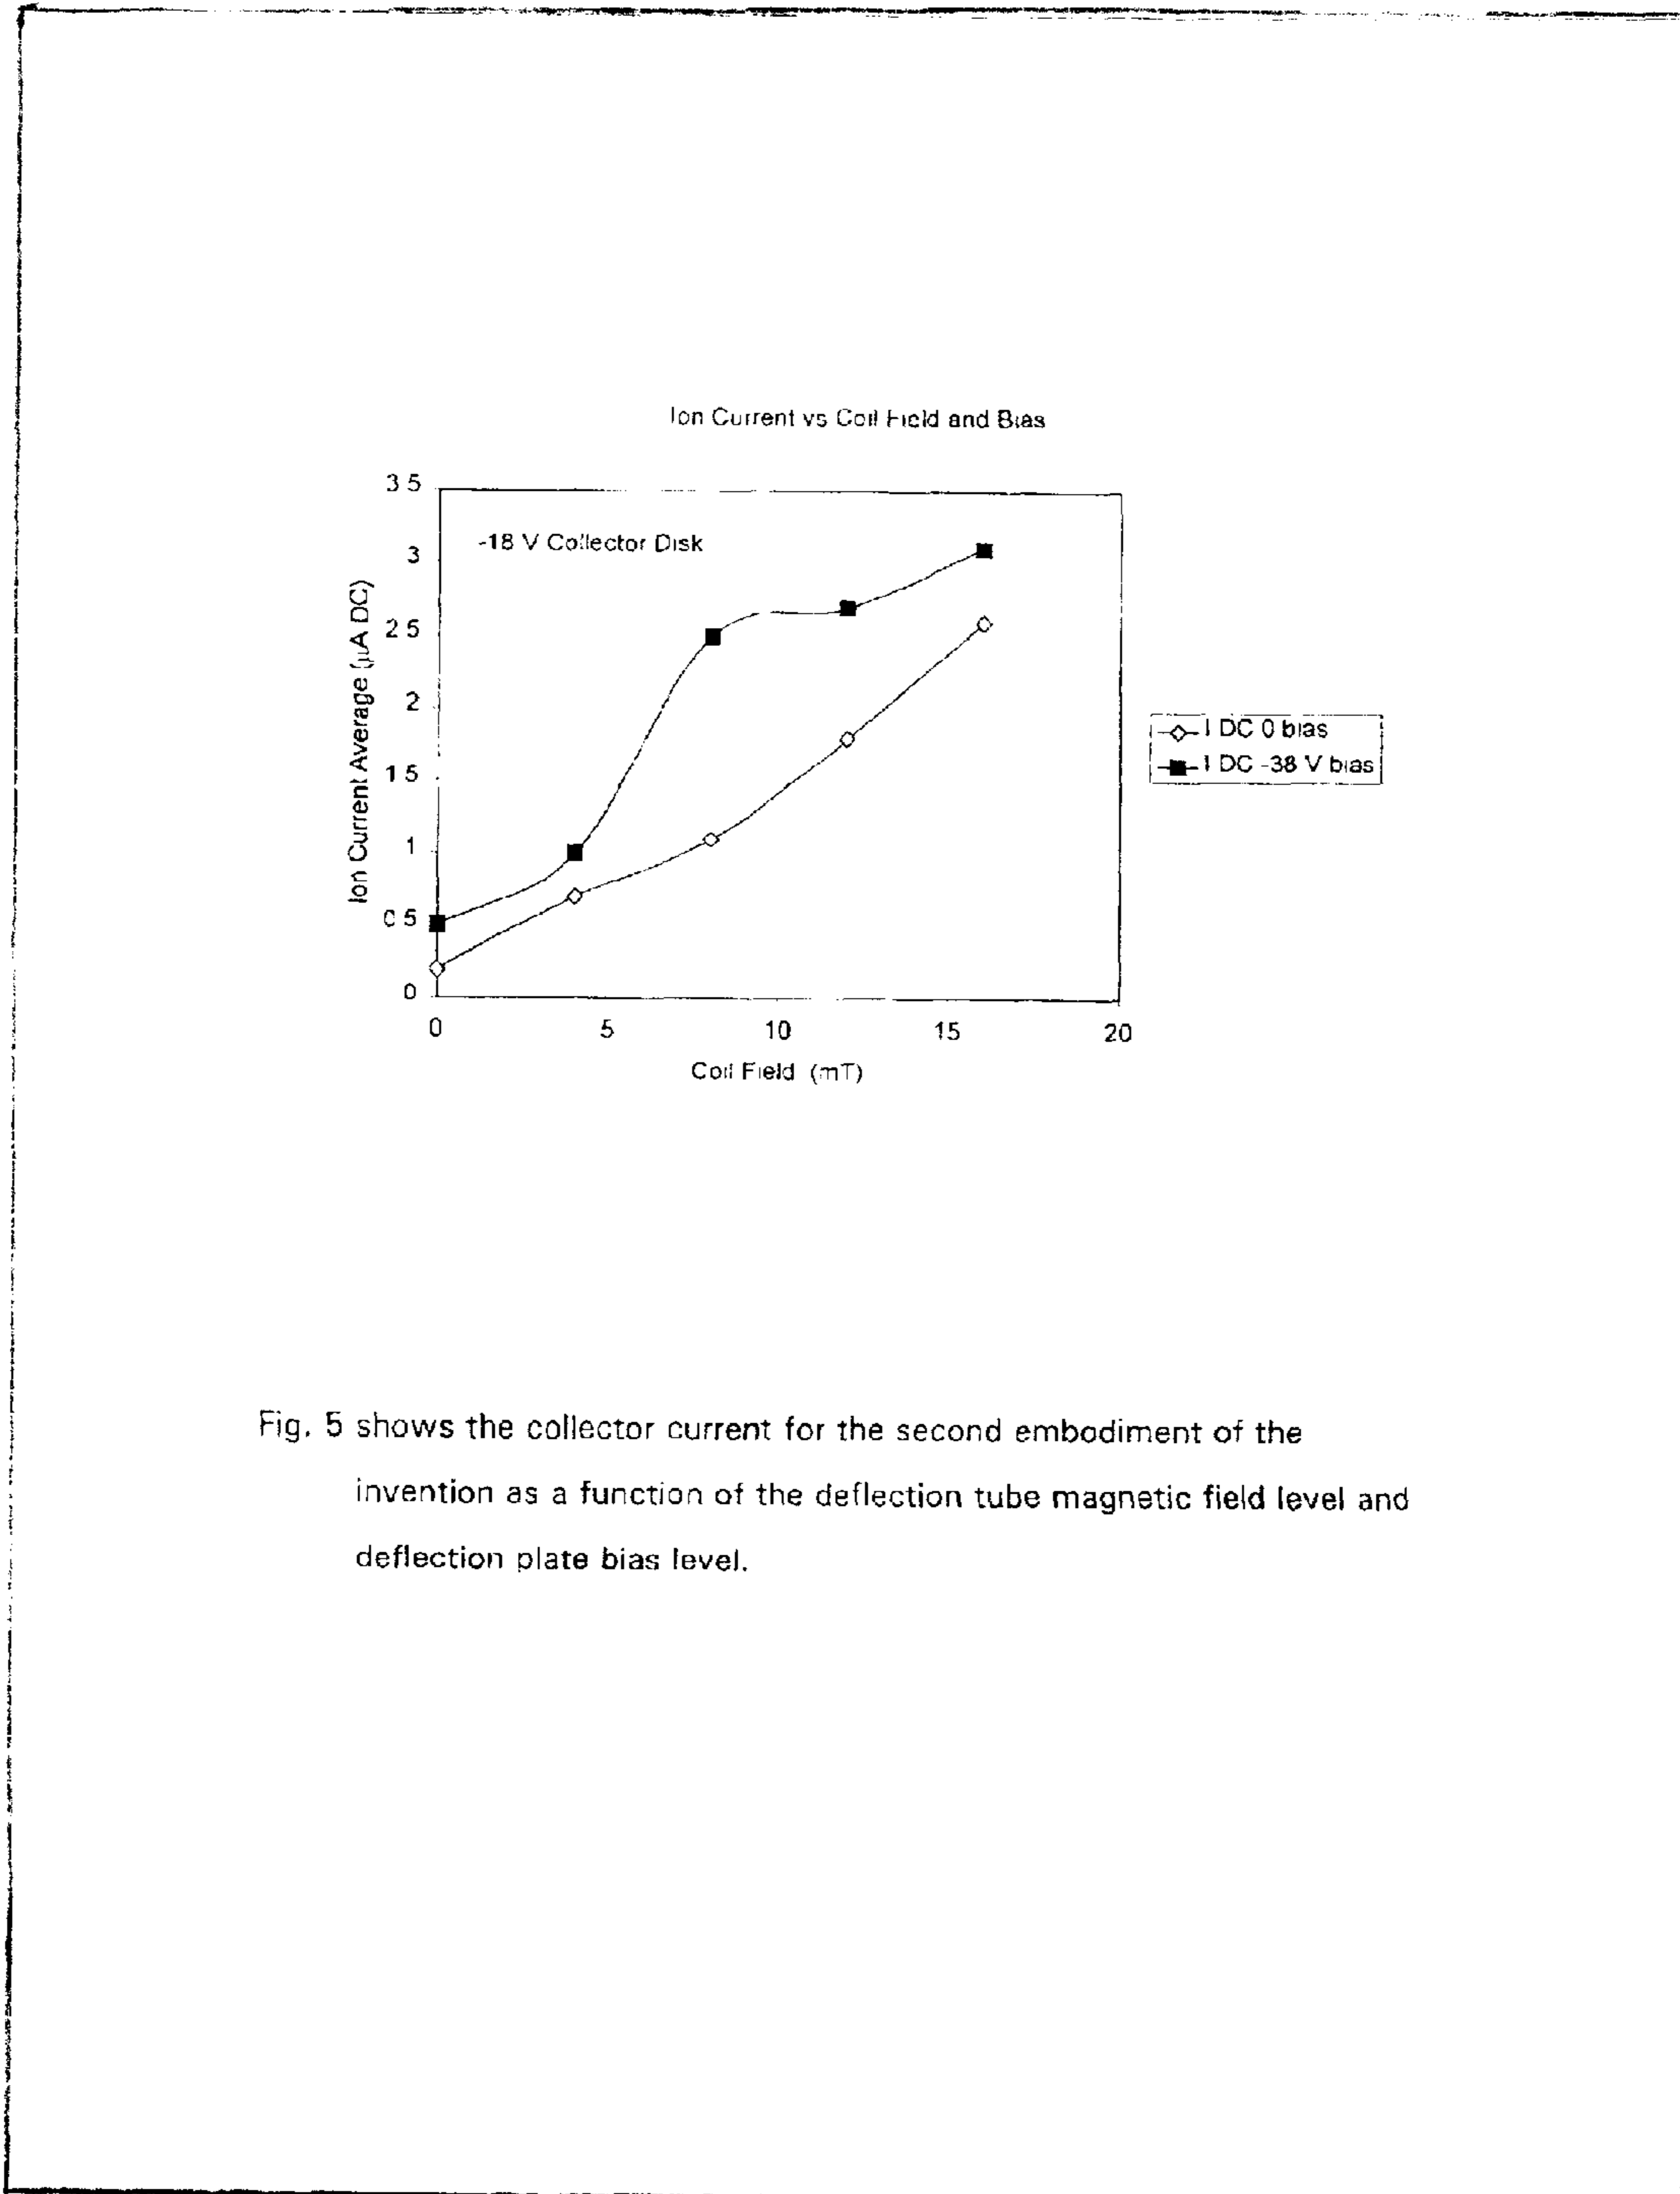 Ion Current vs Coil Field and Bias
3 5
-18 V Collector Disk
3
2 5
2
1 5
1
0 5
0
Ion Current Average (µA DC)
0 5 10 15 20
Coil Field (mT)
I DC 0 bias
I DC -38 V bias
Fig. 5 shows the collector current for the second embodiment of the
invention as a function of the deflection tube magnetic field level and
deflection plate bias level.